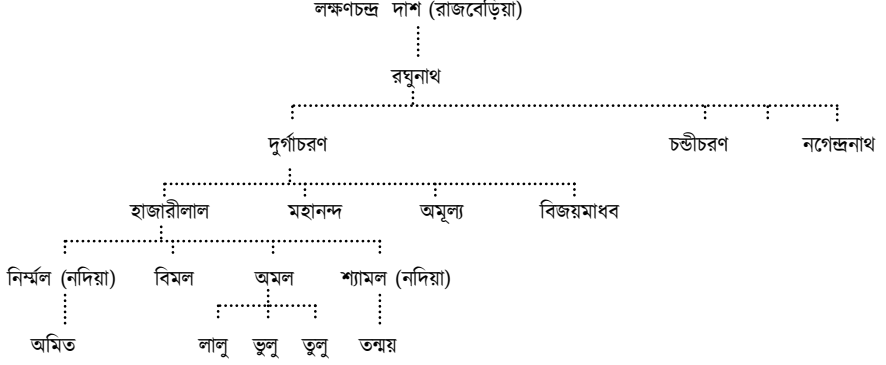 লক্ষণচন্দ্র দাশ (রাজবেড়িয়া)
রঘুনাথ
দুর্গাচরণ চন্ডীচরণ নগেন্দ্রনাথ
হাজারীলাল মহানন্দ অমূল্য বিজয়মাধব
নির্ম্মল (নদিয়া) বিমল অমল শ্যামল (নদিয়া)
অমিত লালু ভুলু তুলু তন্ময়